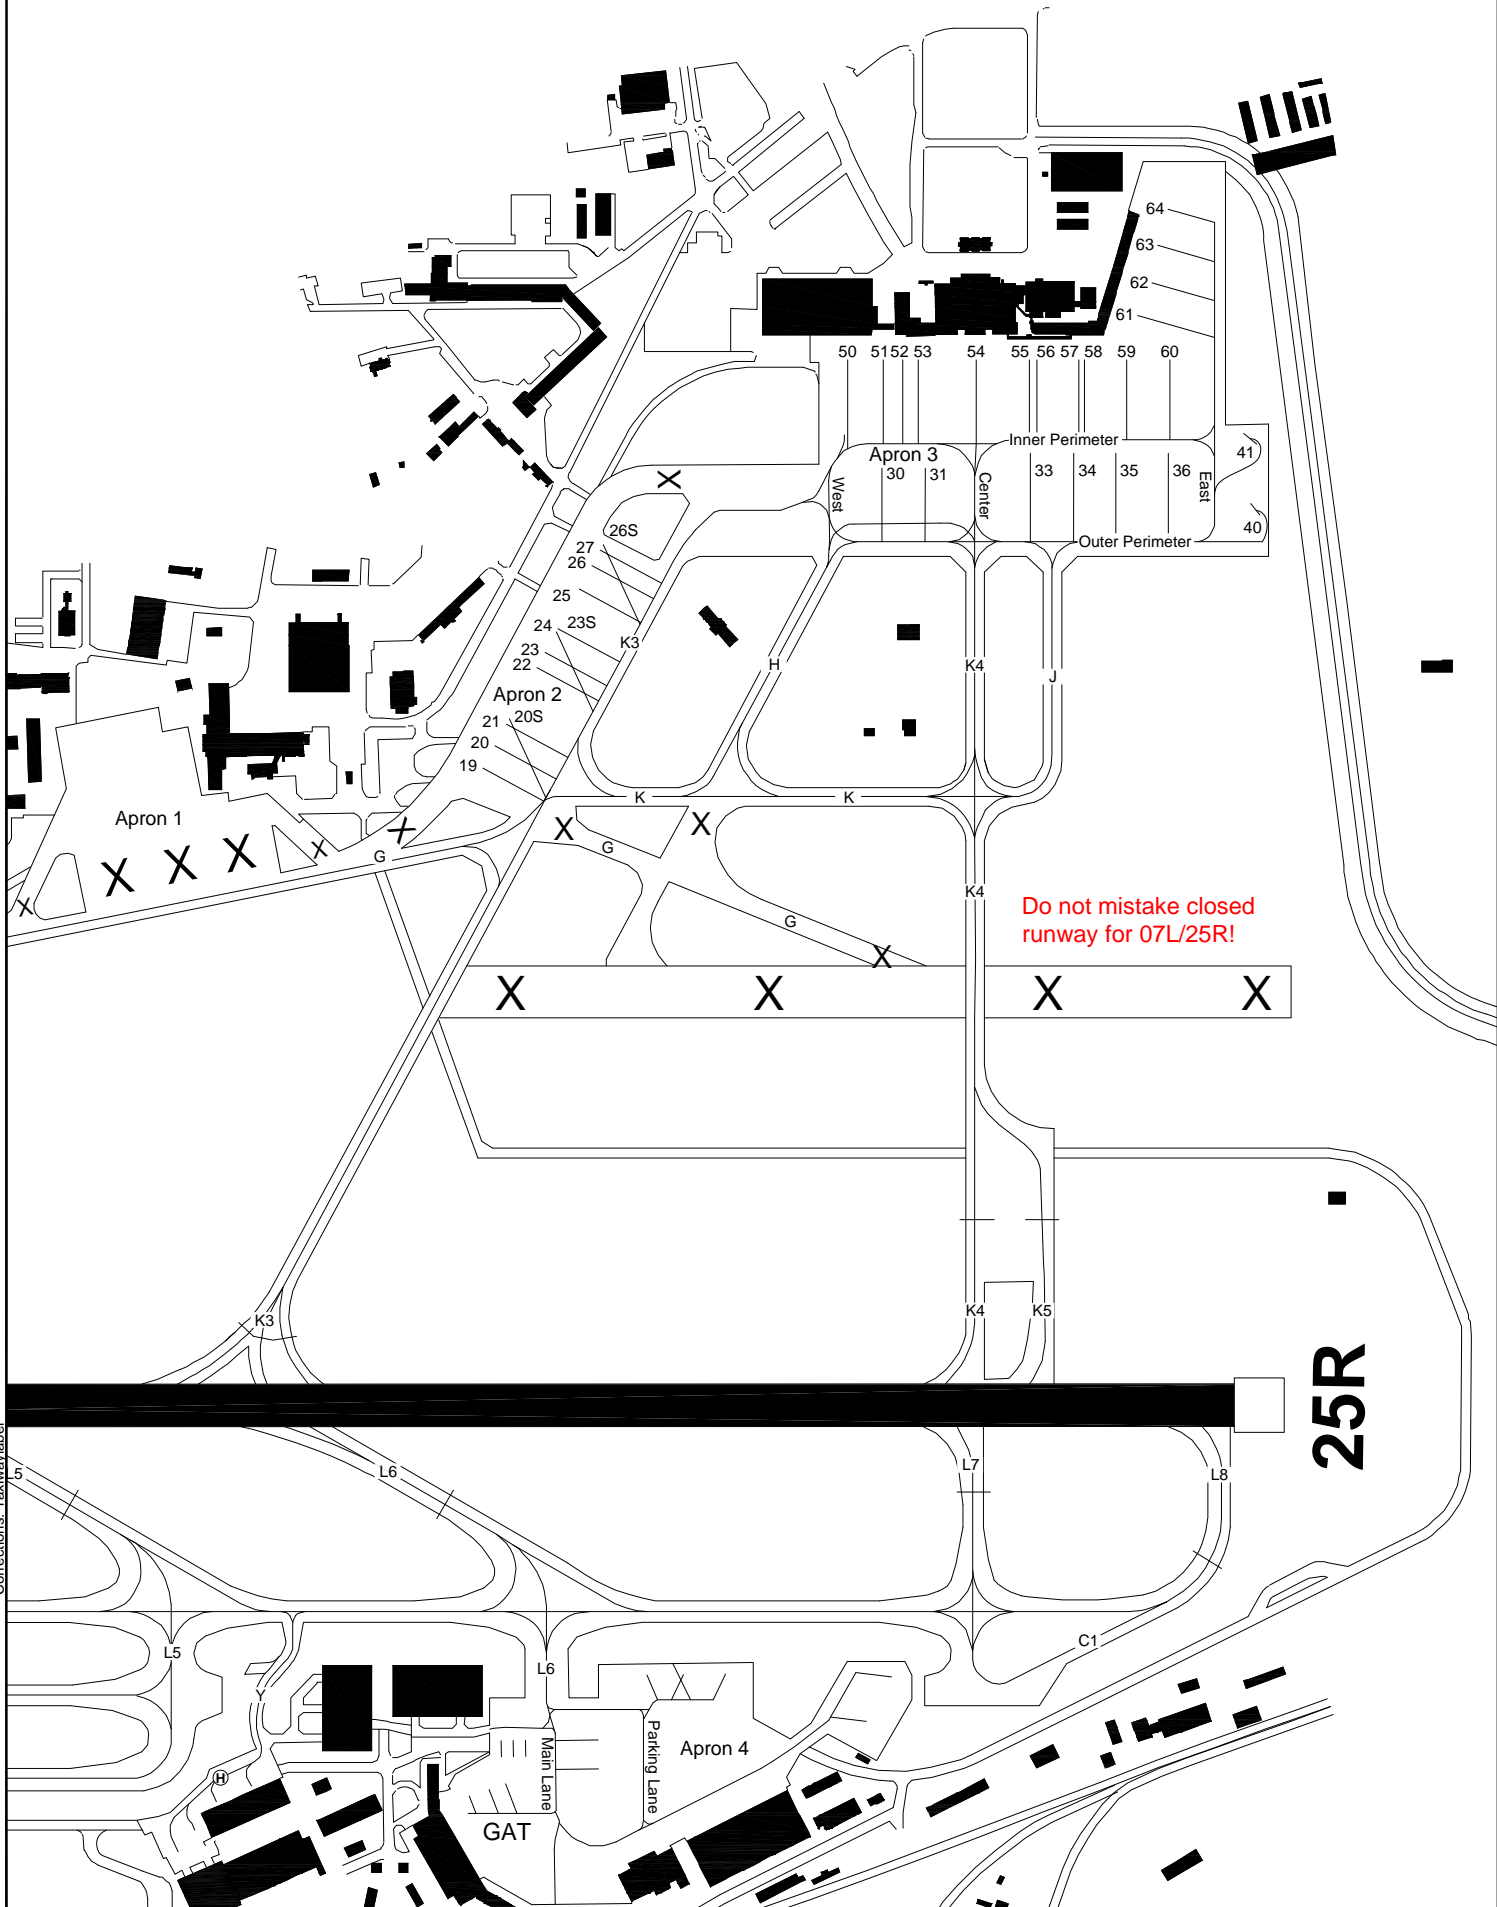 64
63
62
61
50
51
52
53
54
55
56
57
58
59
60
Inner Perimeter
Apron 3
30
31
33
34
35
36
41
40
West
Center
East
Outer Perimeter
X
26S
27
26
25
24
23S
23
22
K3
Apron 2
21
20S
20
19
H
K4
J
K
K
Apron 1
X
X
X
X
X
X
X
X
G
G
G
K4
X
Do not mistake closed
runway for 07L/25R!
X
X
X
X
K3
K4
K5
25R
L5
L6
L7
L8
L5
L6
C1
Y
H
Main Lane
Parking Lane
Apron 4
GAT